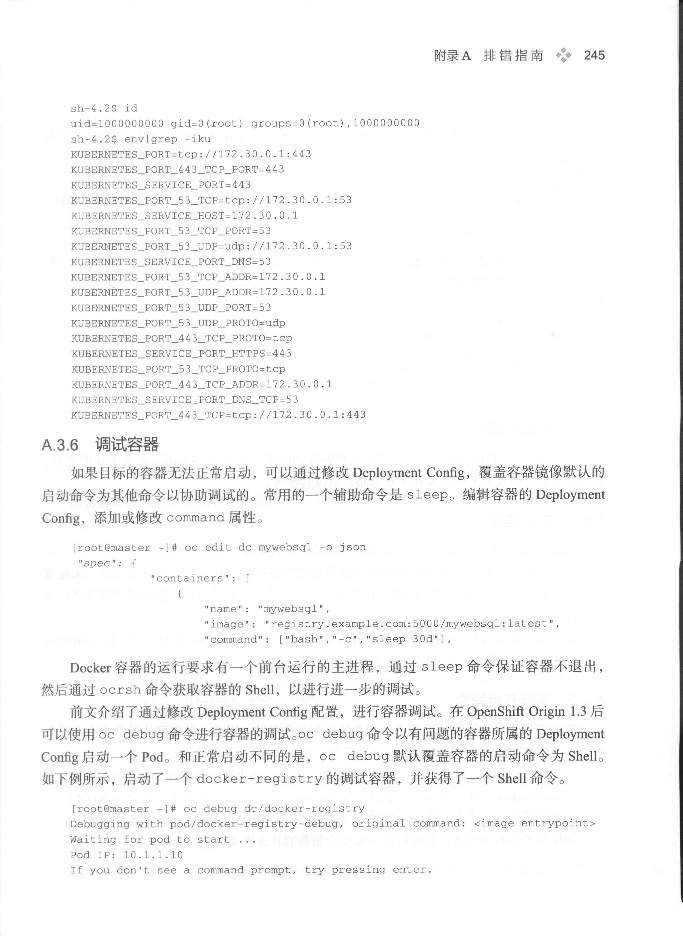 附录A 排错指南 245
sh-4.2$ id
uid=1000000000 gid=0(root) groups=0(root),1000000000
sh-4.2$ env|grep -iku
KUBERNETES_PORT=tcp://172.30.0.1:443
KUBERNETES_PORT_443_TCP_PORT=443
KUBERNETES_SERVICE_PORT=443
KUBERNETES_PORT_53_TCP=tcp://172.30.0.1:53
KUBERNETES_SERVICE_HOST=172.30.0.1
KUBERNETES_PORT_53_TCP_PORT=53
KUBERNETES_PORT_53_UDP=udp://172.30.0.1:53
KUBERNETES_SERVICE_PORT_DNS=53
KUBERNETES_PORT_53_TCP_ADDR=172.30.0.1
KUBERNETES_PORT_53_UDP_ADDR=172.30.0.1
KUBERNETES_PORT_53_UDP_PORT=53
KUBERNETES_PORT_53_UDP_PROTO=udp
KUBERNETES_PORT_443_TCP_PROTO=tcp
KUBERNETES_SERVICE_PORT_HTTPS=443
KUBERNETES_PORT_53_TCP_PROTO=tcp
KUBERNETES_PORT_443_TCP_ADDR=172.30.0.1
KUBERNETES_SERVICE_PORT_DNS_TCP=53
KUBERNETES_PORT_443_TCP=tcp://172.30.0.1:443
A.3.6 调试容器
如果目标的容器无法正常启动，可以通过修改 Deployment Config，覆盖容器镜像默认的
启动命令为其他命令以协助调试的。常用的一个辅助命令是 sleep。编辑容器的 Deployment
Config，添加或修改 command 属性。
[root@master ~]# oc edit dc mywebsql -o json
"spec": {
"containers": [
{
"name": "mywebsql",
"image": "registry.example.com:5000/mywebsql:latest",
"command": ["bash","-c","sleep 30d"],
Docker 容器的运行要求有一个前台运行的主进程，通过 sleep 命令保证容器不退出，
然后通过 ocrsh 命令获取容器的 Shell，以进行进一步的调试。
前文介绍了通过修改 Deployment Config 配置，进行容器调试。在 OpenShift Origin 1.3 后
可以使用 oc debug 命令进行容器的调试。oc debug 命令以有问题的容器所属的 Deployment
Config 启动一个 Pod。和正常启动不同的是，oc debug 默认覆盖容器的启动命令为 Shell。
如下例所示，启动了一个 docker-registry 的调试容器，并获得了一个 Shell 命令。
[root@master ~]# oc debug dc/docker-registry
Debugging with pod/docker-registry-debug, original command: <image entrypoint>
Waiting for pod to start ...
Pod IP: 10.1.1.10
If you don't see a command prompt, try pressing enter.